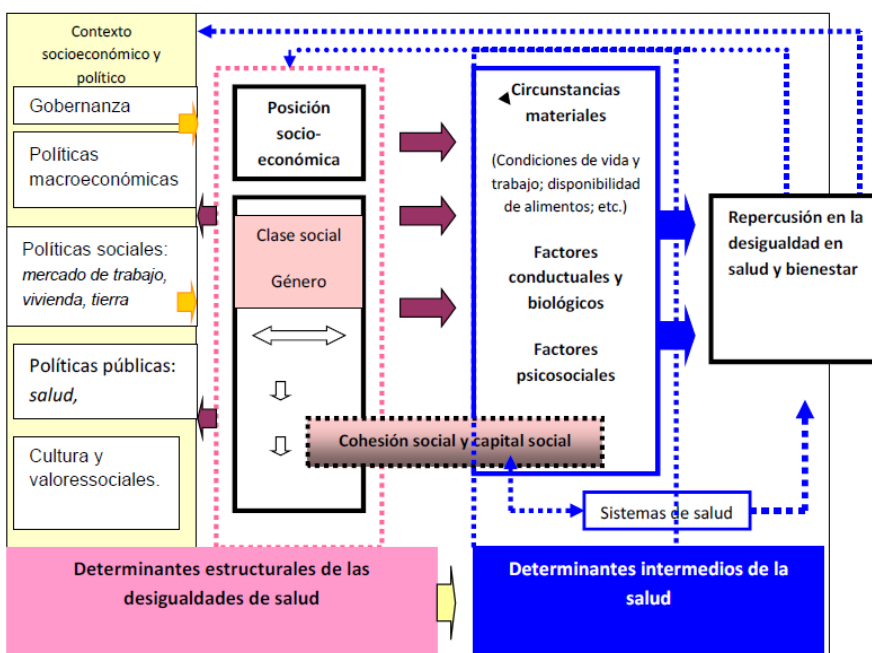 Contexto
socioeconómico y
político
Gobernanza
Políticas
macroeconómicas
Políticas sociales:
mercado de trabajo,
vivienda, tierra
Políticas públicas:
salud,
Cultura y
valoressociales.
Posición
socio-
económica
Clase social
Género
Cohesión social y capital social
Circunstancias
materiales
(Condiciones de vida y
trabajo; disponibilidad
de alimentos; etc.)
Factores
conductuales y
biológicos
Factores
psicosociales
Sistemas de salud
Repercusión en la
desigualdad en
salud y bienestar
Determinantes estructurales de las
desigualdades de salud
Determinantes intermedios de la
salud